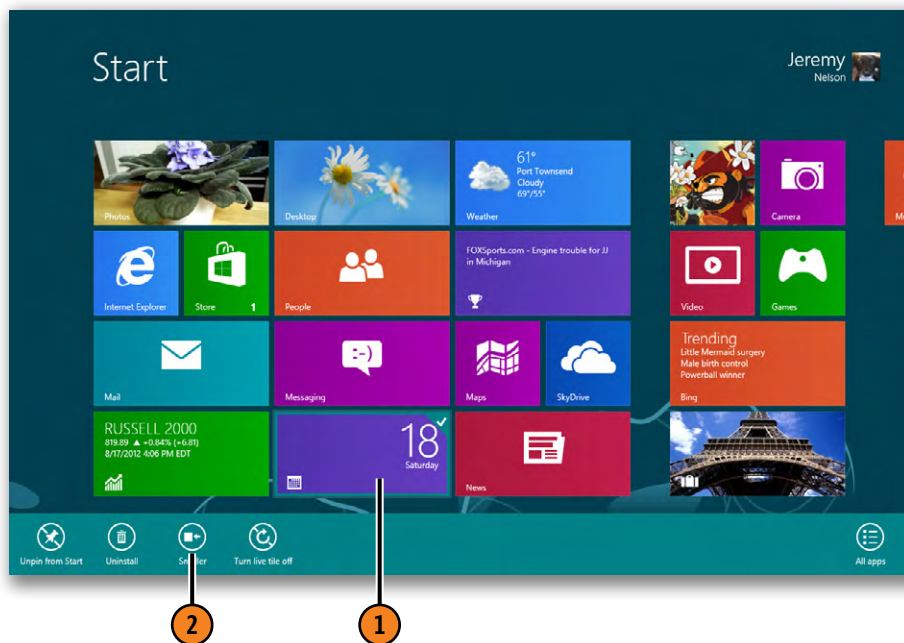 Start
Jeremy
Nelson
Photos
Desktop
61°
Port Townsend
Cloudy
69°/55°
Weather
Camera
Internet Explorer
Store 1
People
FOXSports.com - Engine trouble for JJ
in Michigan
Video
Games
Mail
:-)
Messaging
Maps
SkyDrive
Trending
Little Mermaid surgery
Male birth control
Powerball winner
Bing
RUSSELL 2000
819.89 ▲ +0.84% (+6.81)
8/17/2012 4:06 PM EDT
18
Saturday
News
Unpin from Start
Uninstall
Smaller
Turn live tile off
All apps
2
1